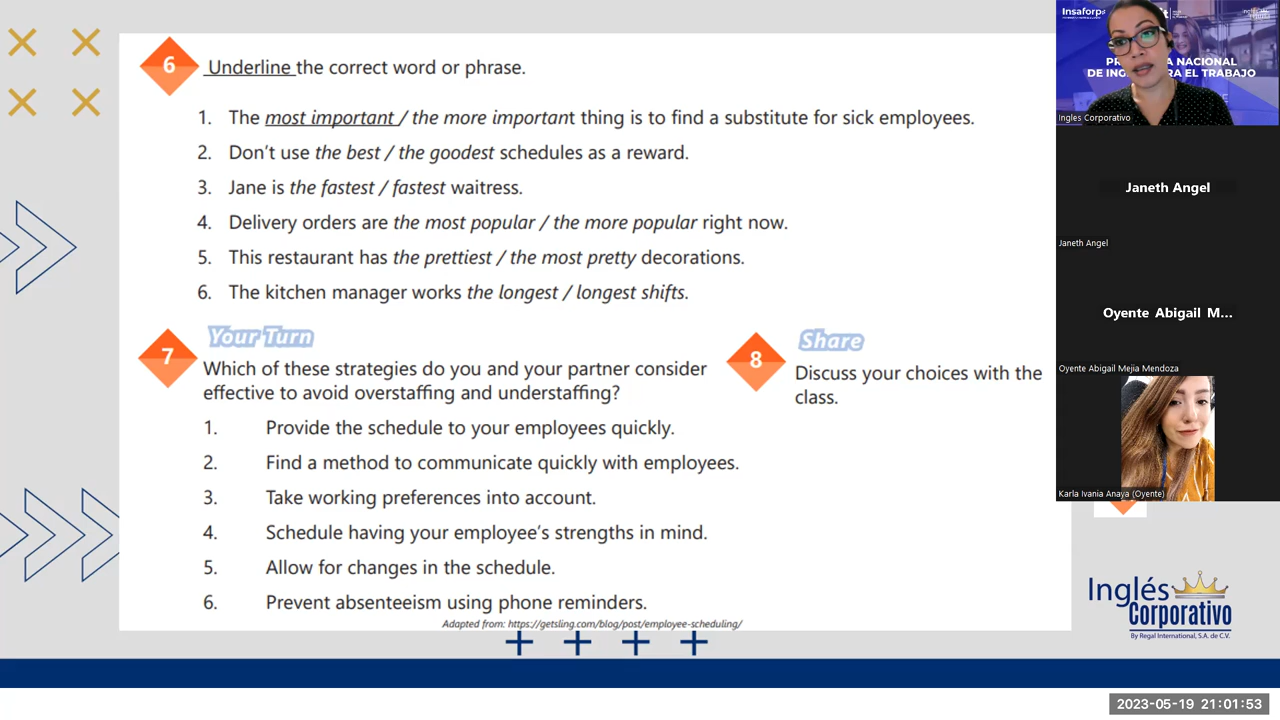 6
Underline the correct word or phrase.
1. The most important / the more important thing is to find a substitute for sick employees.
2. Don't use the best / the goodest schedules as a reward.
3. Jane is the fastest / fastest waitress.
4. Delivery orders are the most popular / the more popular right now.
5. This restaurant has the prettiest / the most pretty decorations.
6. The kitchen manager works the longest / longest shifts.
7
Your Turn
Which of these strategies do you and your partner consider
effective to avoid overstaffing and understaffing?
1. Provide the schedule to your employees quickly.
2. Find a method to communicate quickly with employees.
3. Take working preferences into account.
4. Schedule having your employee's strengths in mind.
5. Allow for changes in the schedule.
6. Prevent absenteeism using phone reminders.
Adapted from: https://getsling.com/blog/post/employee-scheduling/
8
Share
Discuss your choices with the
class.
Insaforp
Ingles Corporativo
Janeth Angel
Janeth Angel
Oyente Abigail M...
Oyente Abigail Mejia Mendoza
Karla Ivania Anaya (Oyente)
Inglés
Corporativo
By Regal International, S.A. de C.V.
2023-05-19 21:01:53